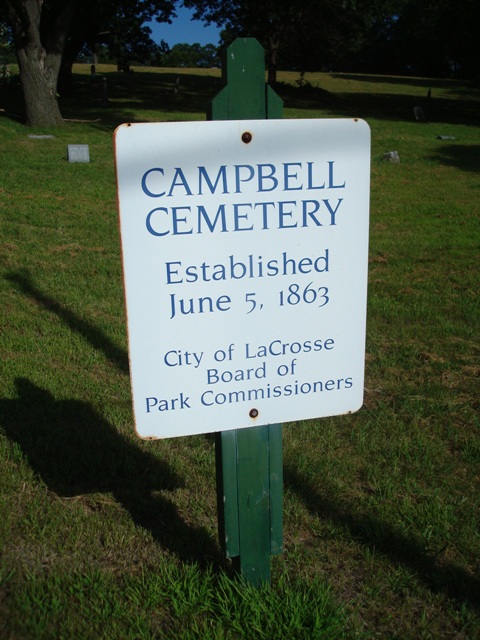 CAMPBELL
CEMETERY
Established
June 5, 1863
City of LaCrosse
Board of
Park Commissioners